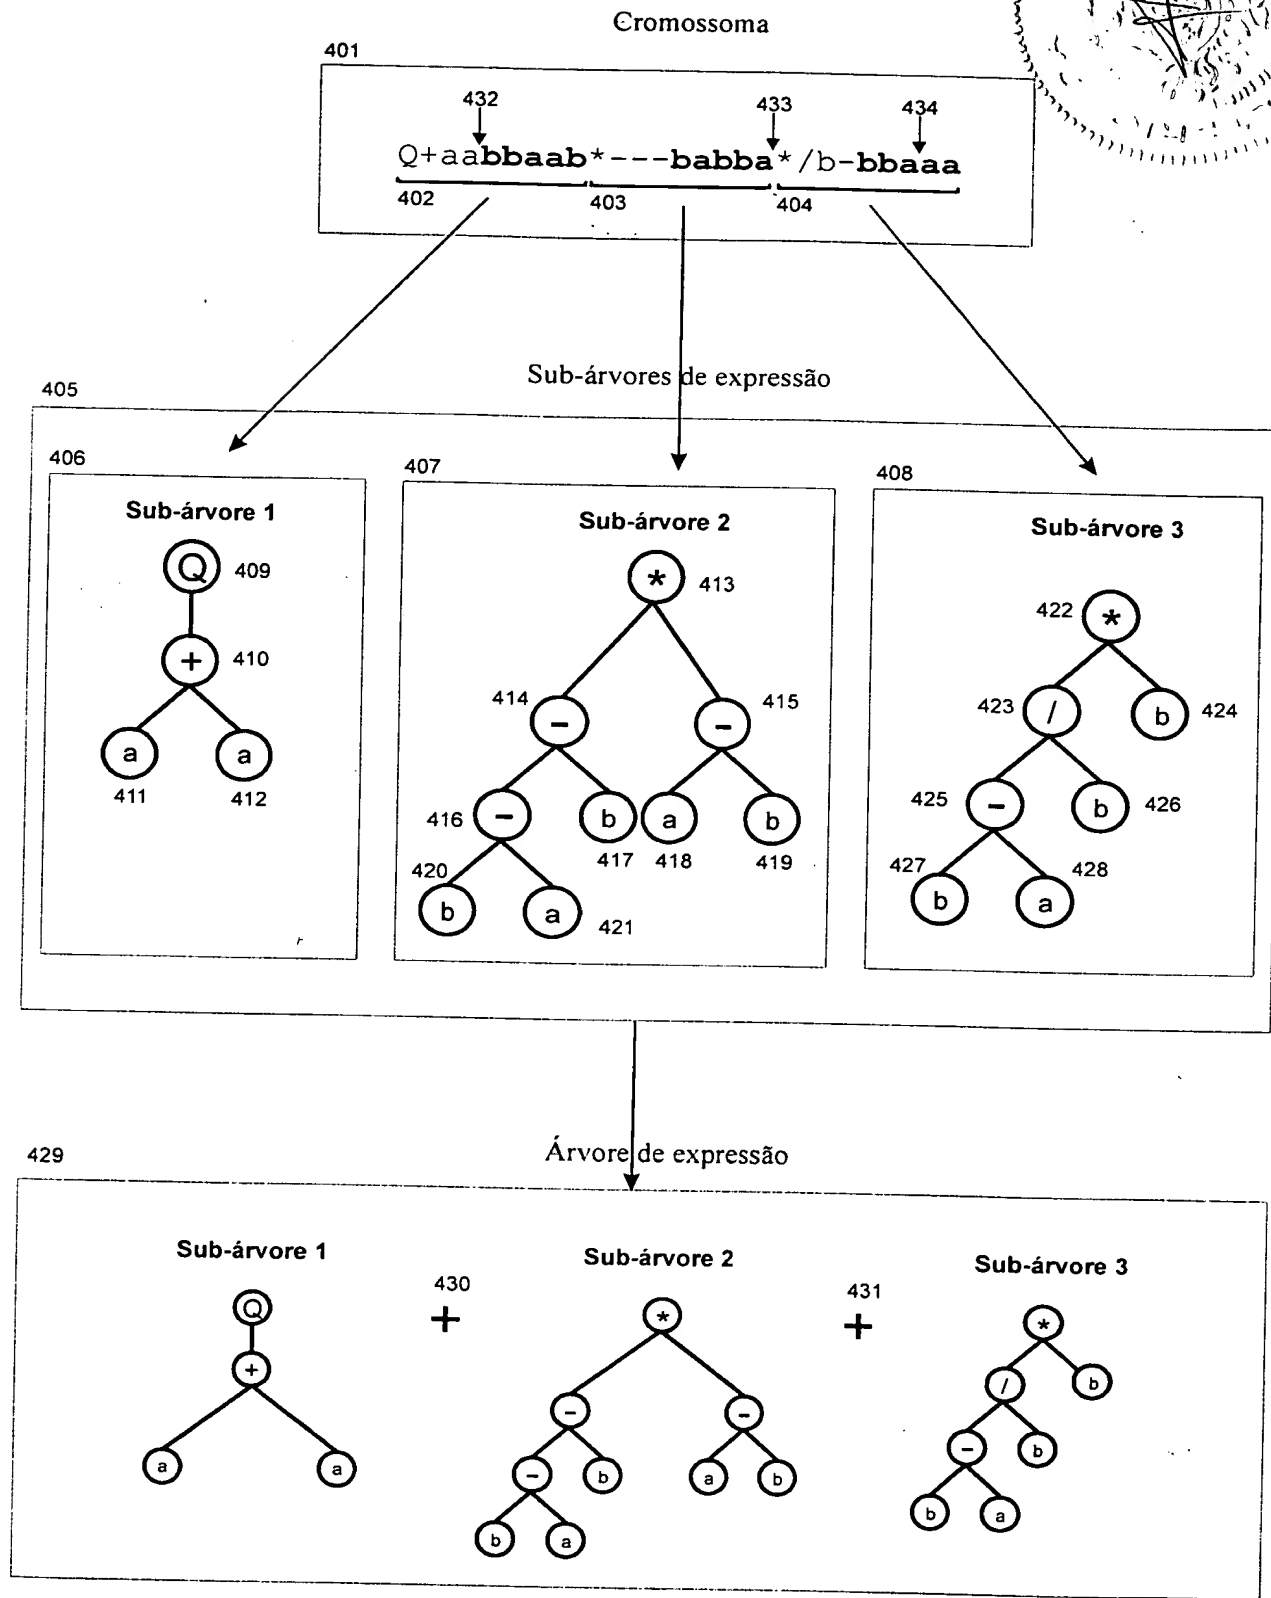 Cromossoma
401
432
433
434
Q+aabbaab*---babba*/b-bbaaa
402
403
404
Sub-árvores de expressão
405
406
407
408
Sub-árvore 1
Sub-árvore 2
Sub-árvore 3
Q
409
+
410
a
a
411
412
*
413
414
-
-
415
416
-
b
a
b
417
418
419
420
b
a
421
422
*
423
/
b
424
425
-
b
426
427
428
b
a
Árvore de expressão
429
Sub-árvore 1
Sub-árvore 2
Sub-árvore 3
430
+
431
+
Q
+
a
a
*
-
-
-
b
a
b
b
a
*
/
b
-
b
b
a